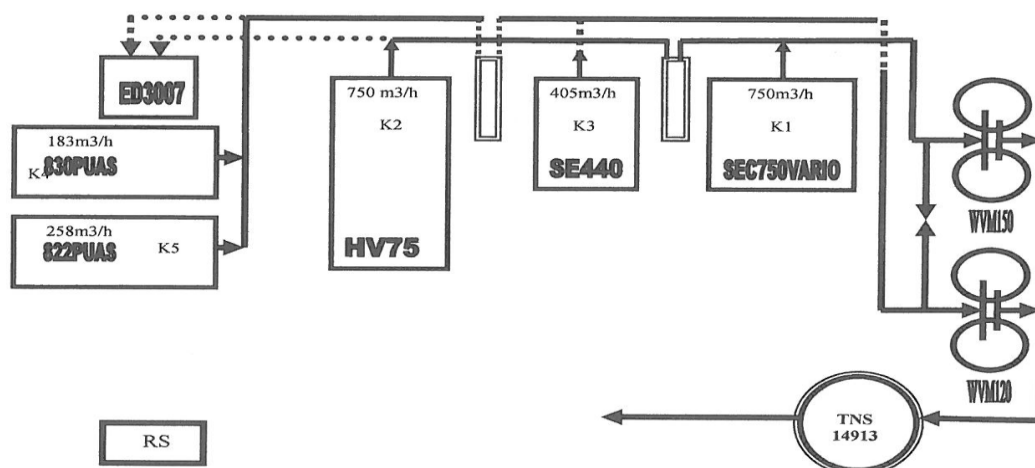 ED3007
183m3/h
830PUAS
K4
258m3/h
822PUAS
K5
750 m3/h
K2
HV75
405m3/h
K3
SE440
750m3/h
K1
SEC750VARIO
WVM150
WVM120
TNS
14913
RS